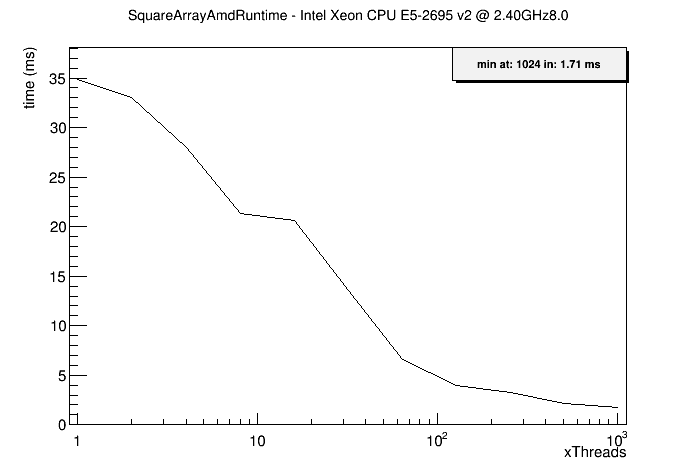 SquareArrayAmdRuntime - Intel Xeon CPU E5-2695 v2 @ 2.40GHz8.0
min at: 1024 in: 1.71 ms
time (ms)
35
30
25
20
15
10
5
0
1 10 10² 10³
xThreads